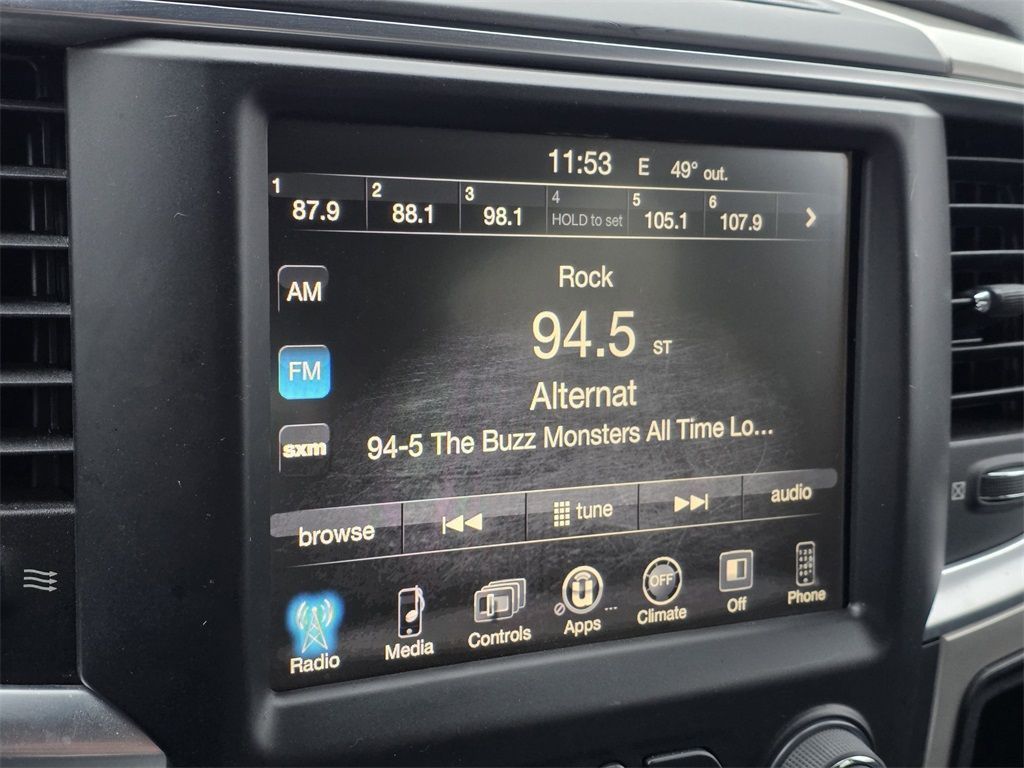 11:53 E 49° out.
1 2 3 4 5 6
87.9 88.1 98.1 HOLD to set 105.1 107.9
Rock
AM
94.5 ST
FM
Alternat
94-5 The Buzz Monsters All Time Lo...
sxm
browse tune audio
OFF
Radio Media Controls Apps ... Climate Off Phone